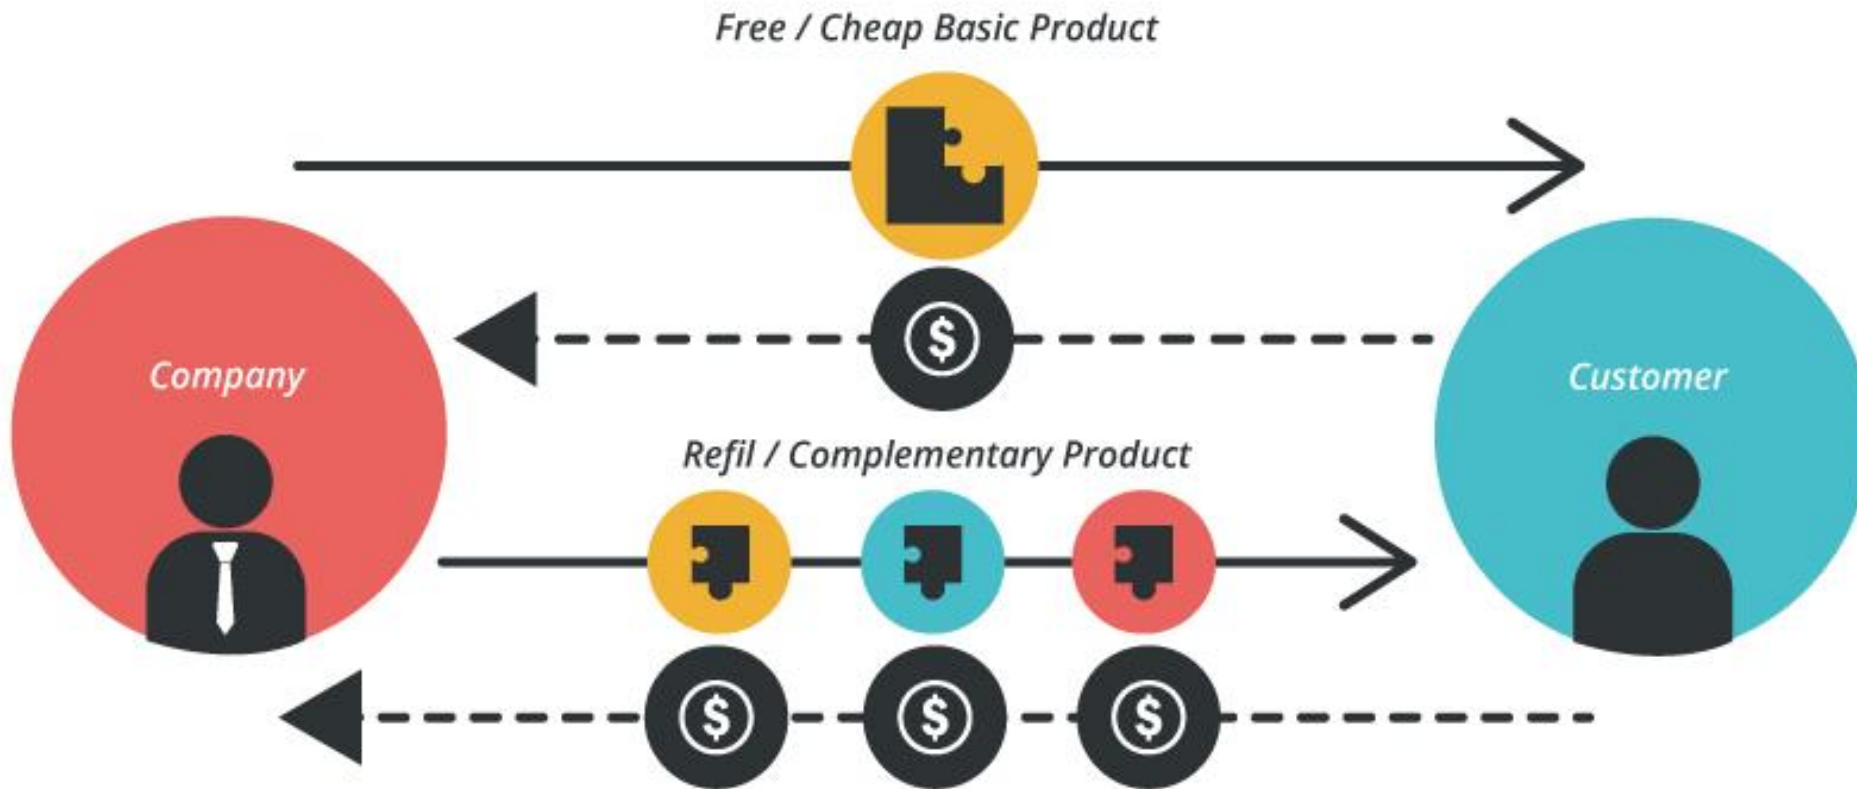 Free / Cheap Basic Product
$
Company
Customer
Refil / Complementary Product
$ $ $